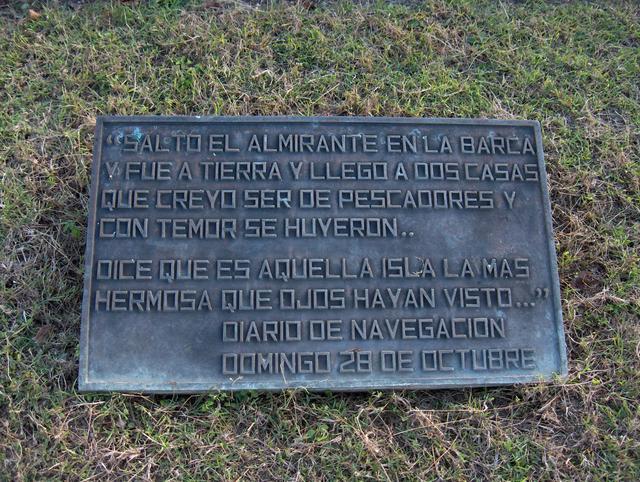 "SALTO EL ALMIRANTE EN LA BARCA
Y FUE A TIERRA Y LLEGO A DOS CASAS
QUE CREYO SER DE PESCADORES Y
CON TEMOR SE HUYERON..
DICE QUE ES AQUELLA ISLA LA MAS
HERMOSA QUE OJOS HAYAN VISTO..."
DIARIO DE NAVEGACION
DOMINGO 28 DE OCTUBRE